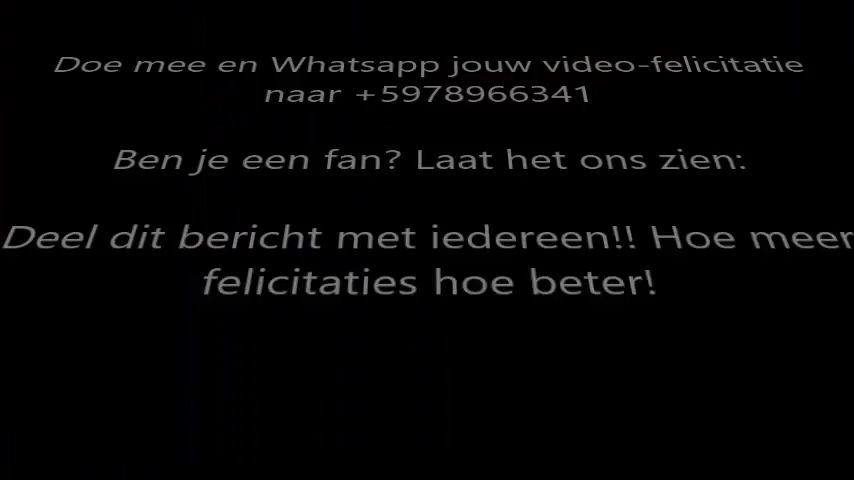 Doe mee en Whatsapp jouw video-felicitatie
naar +5978966341
Ben je een fan? Laat het ons zien:
Deel dit bericht met iedereen!! Hoe meer
felicitaties hoe beter!